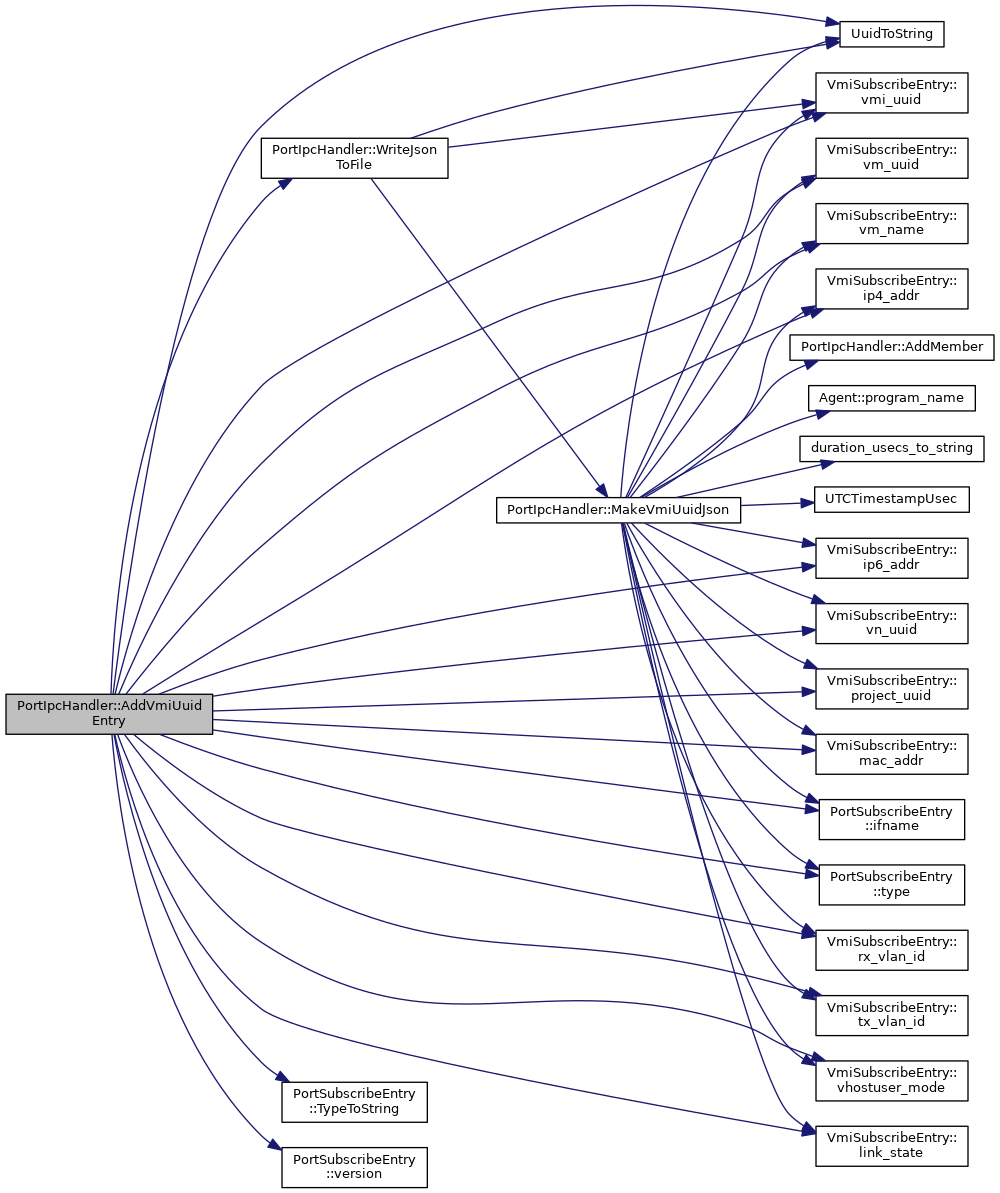 UuidToString
VmiSubscribeEntry::
vmi_uuid
PortIpcHandler::WriteJson
ToFile
VmiSubscribeEntry::
vm_uuid
VmiSubscribeEntry::
vm_name
VmiSubscribeEntry::
ip4_addr
PortIpcHandler::AddMember
Agent::program_name
duration_usecs_to_string
UTCTimestampUsec
PortIpcHandler::MakeVmiUuidJson
VmiSubscribeEntry::
ip6_addr
VmiSubscribeEntry::
vn_uuid
VmiSubscribeEntry::
project_uuid
PortIpcHandler::AddVmiUuid
Entry
VmiSubscribeEntry::
mac_addr
PortSubscribeEntry
::ifname
PortSubscribeEntry
::type
VmiSubscribeEntry::
rx_vlan_id
VmiSubscribeEntry::
tx_vlan_id
VmiSubscribeEntry::
vhostuser_mode
PortSubscribeEntry
::TypeToString
VmiSubscribeEntry::
link_state
PortSubscribeEntry
::version